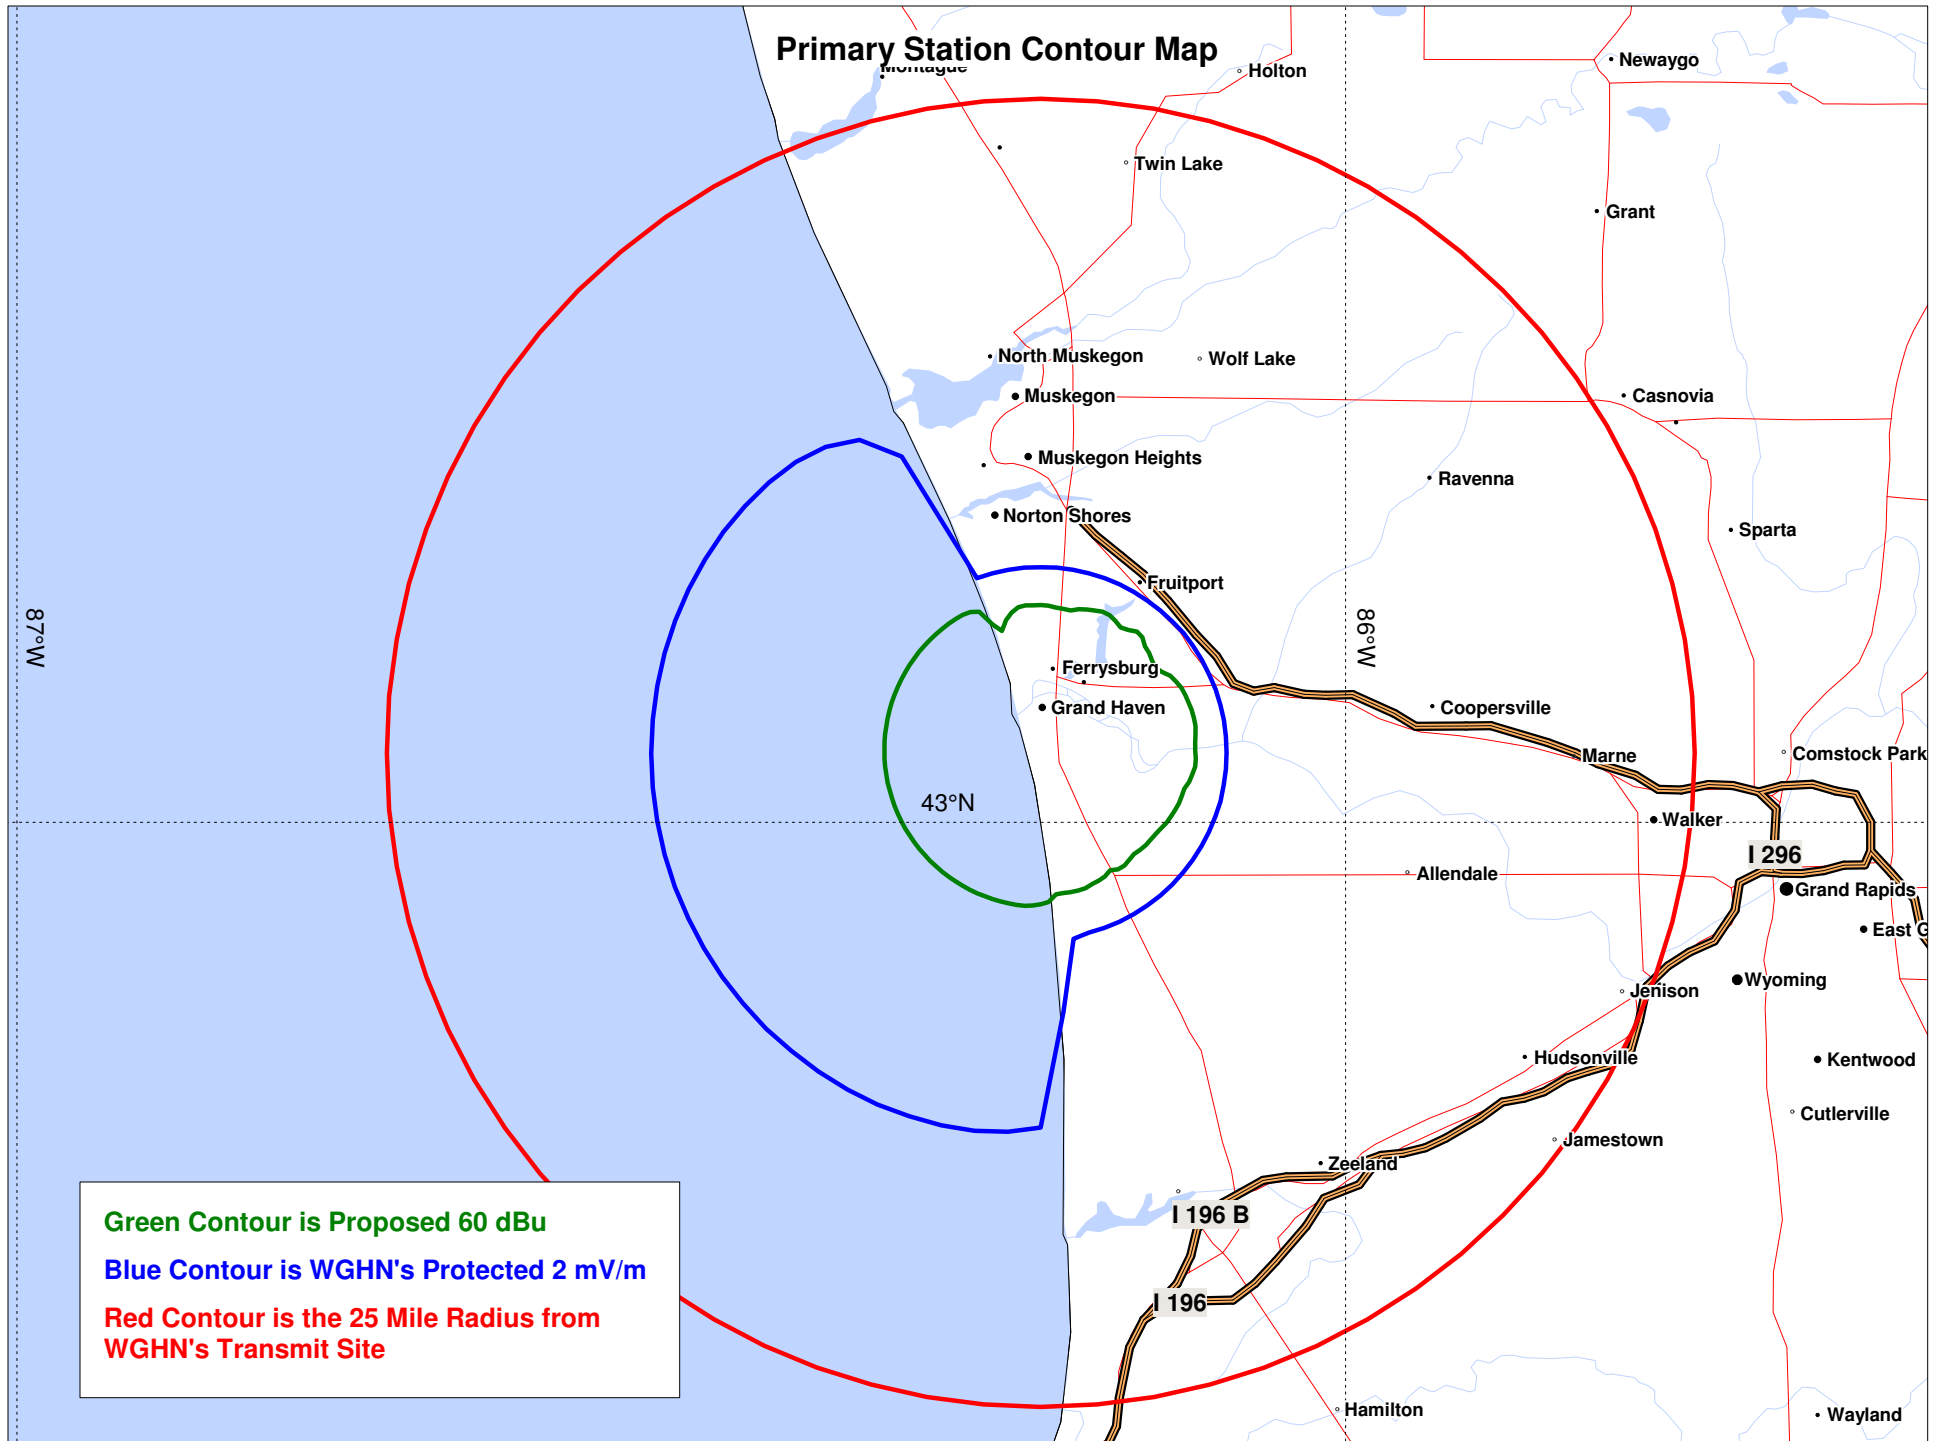 Primary Station Contour Map
Montague
Holton
Newaygo
Twin Lake
Grant
North Muskegon
Wolf Lake
Muskegon
Casnovia
Muskegon Heights
Ravenna
Norton Shores
Sparta
Fruitport
87°W
86°W
Ferrysburg
Grand Haven
Coopersville
Marne
Comstock Park
43°N
Walker
I 296
Allendale
Grand Rapids
East G
Wyoming
Jenison
Hudsonville
Kentwood
Cutlerville
Jamestown
Zeeland
I 196 B
Green Contour is Proposed 60 dBu
Blue Contour is WGHN's Protected 2 mV/m
I 196
Red Contour is the 25 Mile Radius from
WGHN's Transmit Site
Hamilton
Wayland